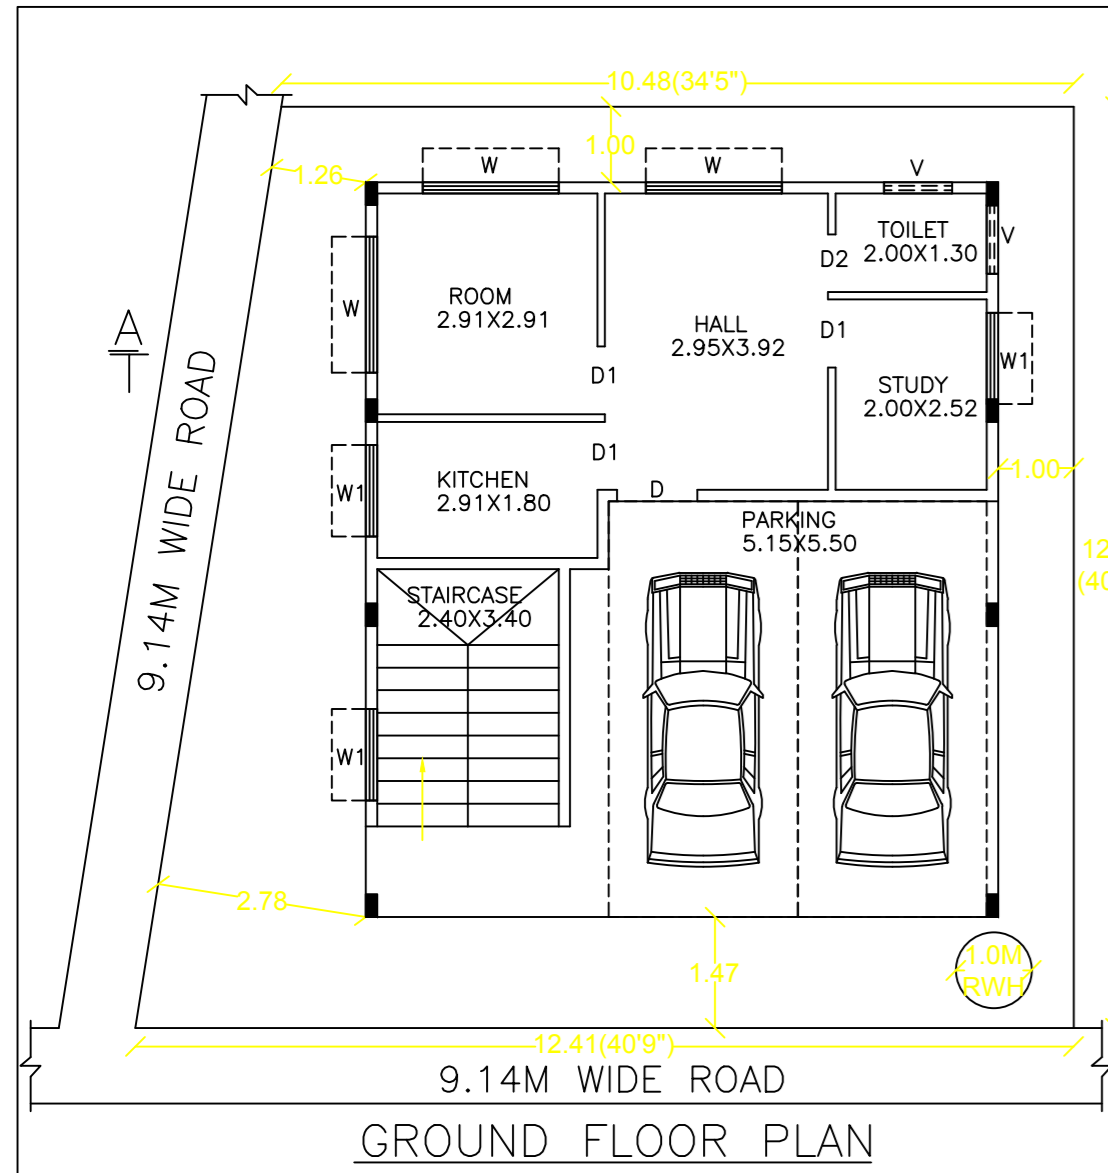 10.48(34'5")
1.00
1.26
W
W
V
TOILET
2.00X1.30
V
D2
W
ROOM
2.91X2.91
HALL
2.95X3.92
D1
W1
A
D1
STUDY
2.00X2.52
9.14M WIDE ROAD
D1
1.00
KITCHEN
2.91X1.80
W1
D
PARKING
5.15X5.50
12
(40
STAIRCASE
2.40X3.40
W1
2.78
1.47
1.0M
RWH
12.41(40'9")
9.14M WIDE ROAD
GROUND FLOOR PLAN